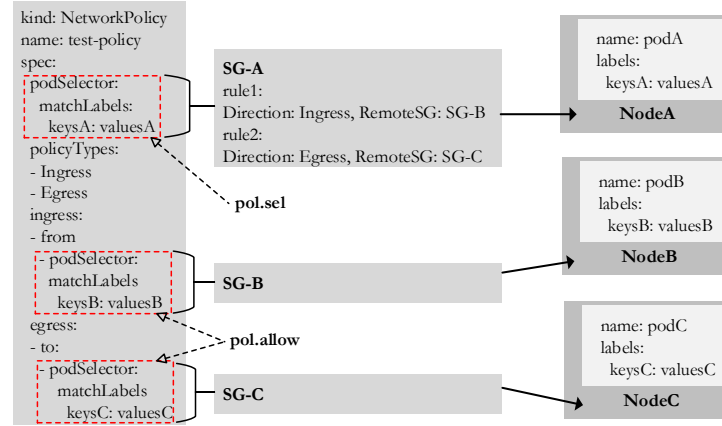 kind: NetworkPolicy
name: test-policy
spec:
podSelector:
matchLabels:
keysA: valuesA
policyTypes:
- Ingress
- Egress
ingress:
- from
- podSelector:
matchLabels
keysB: valuesB
egress:
- to:
- podSelector:
matchLabels
keysC: valuesC
pol.sel
pol.allow
SG-A
rule1:
Direction: Ingress, RemoteSG: SG-B
rule2:
Direction: Egress, RemoteSG: SG-C
SG-B
SG-C
name: podA
labels:
keysA: valuesA
NodeA
name: podB
labels:
keysB: valuesB
NodeB
name: podC
labels:
keysC: valuesC
NodeC